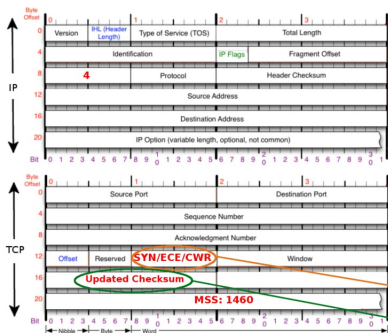 Byte
Offset 0 1 2 3
0 Version IHL (Header Length) Type of Service (TOS) Total Length
4 Identification IP Flags Fragment Offset
8 4 Protocol Header Checksum
12 Source Address
16 Destination Address
20 IP Option (variable length, optional, not common)
IP
Bit 0 1 2 3 4 5 6 7 8 9 1 0 1 2 3 4 5 6 7 8 9 2 0 1 2 3 4 5 6 7 8 9 3 0 1
Byte
Offset 0 1 2 3
0 Source Port Destination Port
4 Sequence Number
8 Acknowledgment Number
TCP
12 Offset Reserved SYN/ECE/CWR Window
16 Updated Checksum
20 MSS: 1460
Bit 0 1 2 3 4 5 6 7 8 9 1 0 1 2 3 4 5 6 7 8 9 2 0 1 2 3 4 5 6 7 8 9
Nibble Byte Word